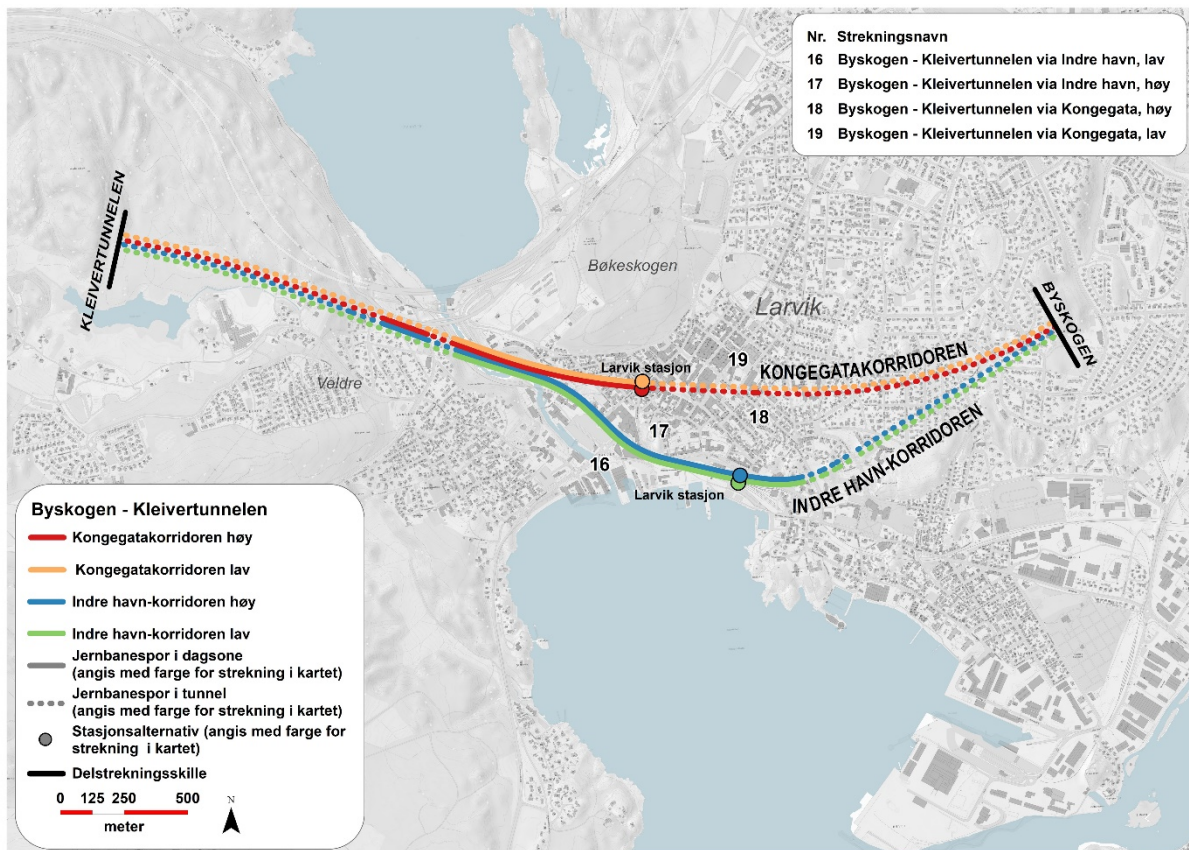 Nr. Strekningsnavn
16 Byskogen - Kleivertunnelen via Indre havn, lav
17 Byskogen - Kleivertunnelen via Indre havn, høy
18 Byskogen - Kleivertunnelen via Kongegata, høy
19 Byskogen - Kleivertunnelen via Kongegata, lav
KLEIVERTUNNELEN
Bøkeskogen
Larvik
BYSKOGEN
Veldre
Larvik stasjon
19
KONGEGATAKORRIDOREN
18
17
16
INDRE HAVN-KORRIDOREN
Larvik stasjon
Byskogen - Kleivertunnelen
Kongegatakorridoren høy
Kongegatakorridoren lav
Indre havn-korridoren høy
Indre havn-korridoren lav
Jernbanespor i dagsone
(angis med farge for strekning i kartet)
Jernbanespor i tunnel
(angis med farge for strekning i kartet)
Stasjonsalternativ (angis med farge for
strekning i kartet)
Delstrekningsskille
0 125 250 500
meter
N